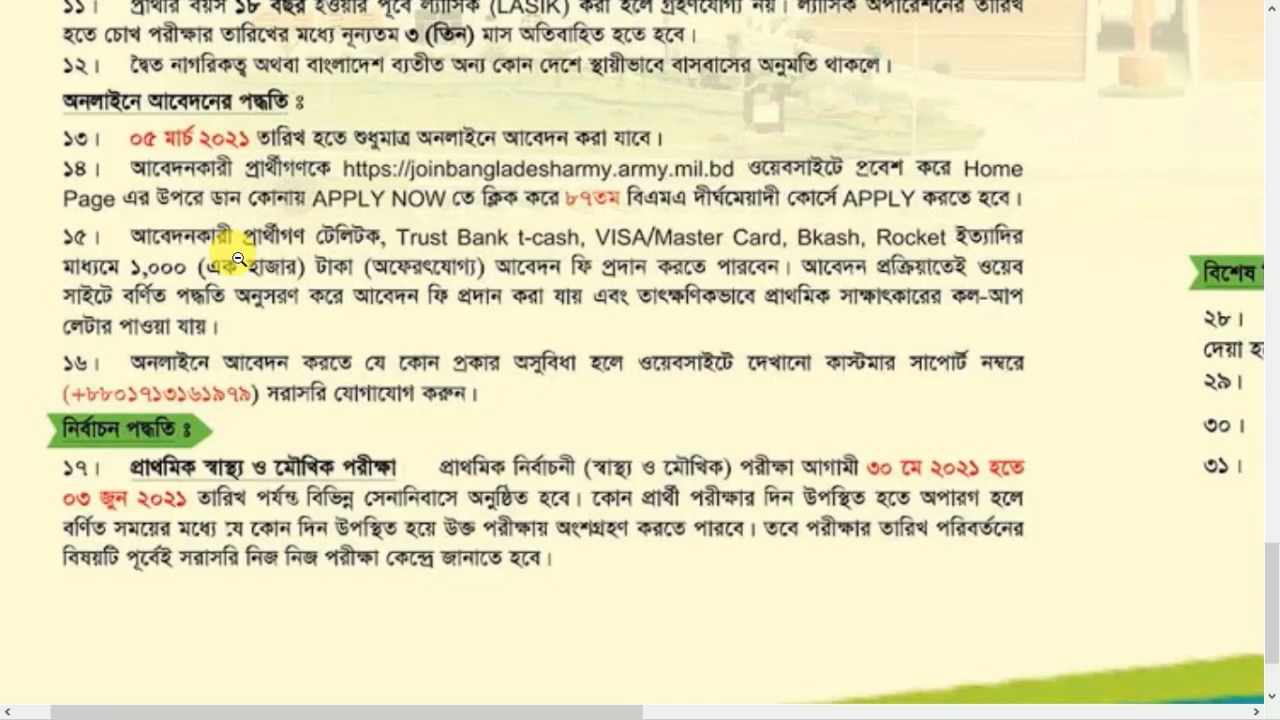 ১১। প্রার্থীর বয়স ১৮ বছর হওয়ার পূর্বে ল্যাসিক (LASIK) করা হলে গ্রহণযোগ্য নয়। ল্যাসিক অপারেশনের তারিখ
হতে চোখ পরীক্ষার তারিখের মধ্যে নূন্যতম ৩ (তিন) মাস অতিবাহিত হতে হবে।
১২। দ্বৈত নাগরিকত্ব অথবা বাংলাদেশ ব্যতীত অন্য কোন দেশে স্থায়ীভাবে বাসবাসের অনুমতি থাকলে।
অনলাইনে আবেদনের পদ্ধতি ঃ
১৩। ০৫ মার্চ ২০২১ তারিখ হতে শুধুমাত্র অনলাইনে আবেদন করা যাবে।
১৪। আবেদনকারী প্রার্থীগণকে https://joinbangladesharmy.army.mil.bd ওয়েবসাইটে প্রবেশ করে Home
Page এর উপরে ডান কোনায় APPLY NOW তে ক্লিক করে ৮৭তম বিএমএ দীর্ঘমেয়াদী কোর্সে APPLY করতে হবে।
১৫। আবেদনকারী প্রার্থীগণ টেলিটক, Trust Bank t-cash, VISA/Master Card, Bkash, Rocket ইত্যাদির
মাধ্যমে ১,০০০ (এক হাজার) টাকা (অফেরৎযোগ্য) আবেদন ফি প্রদান করতে পারবেন। আবেদন প্রক্রিয়াতেই ওয়েব
সাইটে বর্ণিত পদ্ধতি অনুসরণ করে আবেদন ফি প্রদান করা যায় এবং তাৎক্ষণিকভাবে প্রাথমিক সাক্ষাৎকারের কল-আপ
লেটার পাওয়া যায়।
১৬। অনলাইনে আবেদন করতে যে কোন প্রকার অসুবিধা হলে ওয়েবসাইটে দেখানো কাস্টমার সাপোর্ট নম্বরে
(+৮৮০১৭১৩১৬১৯৭৯) সরাসরি যোগাযোগ করুন।
নির্বাচন পদ্ধতি ঃ
১৭। প্রাথমিক স্বাস্থ্য ও মৌখিক পরীক্ষা প্রাথমিক নির্বাচনী (স্বাস্থ্য ও মৌখিক) পরীক্ষা আগামী ৩০ মে ২০২১ হতে
০৩ জুন ২০২১ তারিখ পর্যন্ত বিভিন্ন সেনানিবাসে অনুষ্ঠিত হবে। কোন প্রার্থী পরীক্ষার দিন উপস্থিত হতে অপারগ হলে
বর্ণিত সময়ের মধ্যে যে কোন দিন উপস্থিত হয়ে উক্ত পরীক্ষায় অংশগ্রহণ করতে পারবে। তবে পরীক্ষার তারিখ পরিবর্তনের
বিষয়টি পূর্বেই সরাসরি নিজ নিজ পরীক্ষা কেন্দ্রে জানাতে হবে।
বিশেষ
২৮।
দেয়া
২৯।
৩০।
৩১।